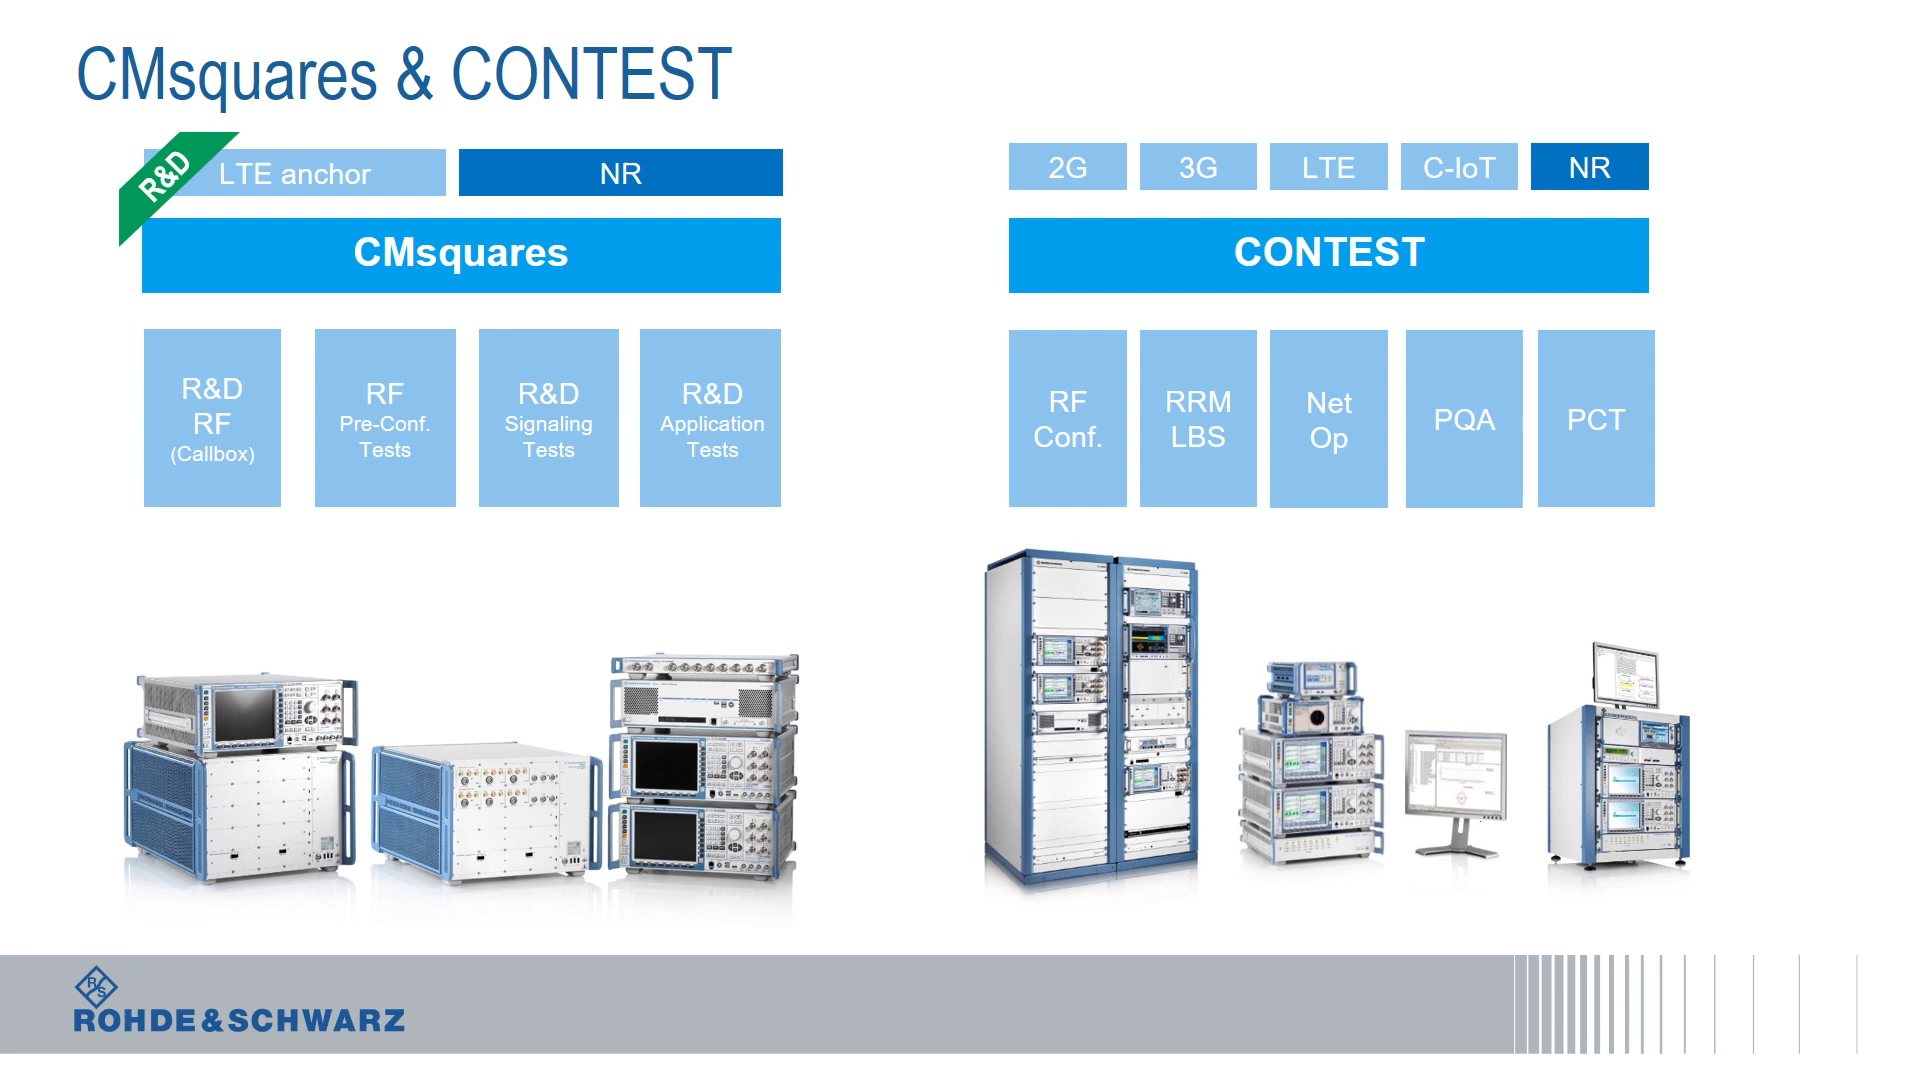 CMsquares & CONTEST
R&D
LTE anchor
NR
CMsquares
R&D
RF
(Callbox)
RF
Pre-Conf.
Tests
R&D
Signaling
Tests
R&D
Application
Tests
2G
3G
LTE
C-IoT
NR
CONTEST
RF
Conf.
RRM
LBS
Net
Op
PQA
PCT
R
S
ROHDE&SCHWARZ